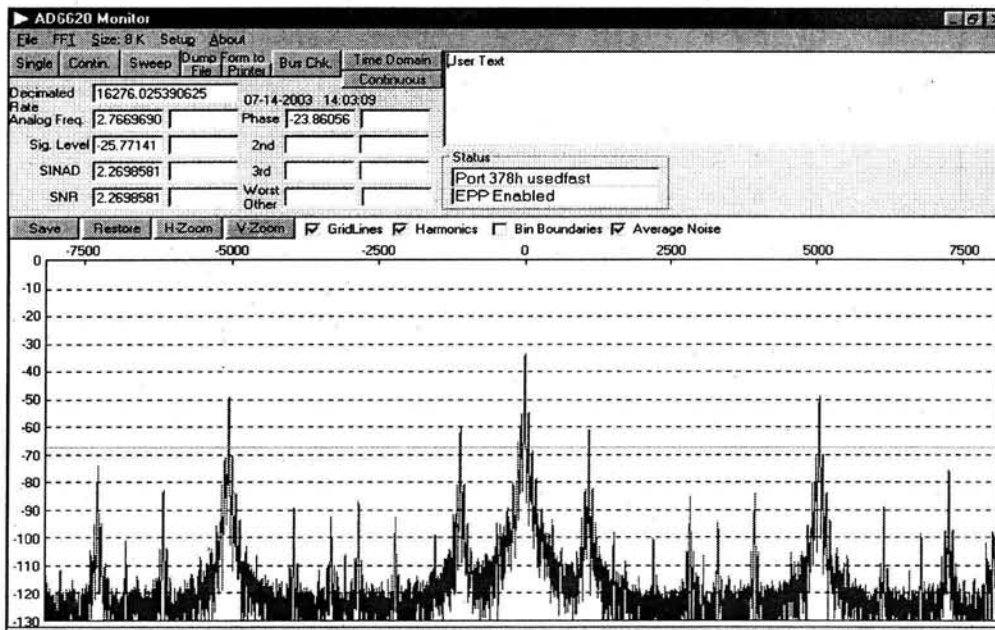 AD6620 Monitor
File FFT Size: 8 K Setup About
Single Contin. Sweep Dump File Form to Printer Bus Chk. Time Domain Continuous
User Text
Decimated Rate 16276.025390625
07-14-2003 14:03:09
Analog Freq. 2.7669690 Phase -23.86056
Sig. Level -25.77141 2nd
SINAD 2.2698581 3rd
SNR 2.2698581 Worst Other
Status
Port 378h usedfast
EPP Enabled
Save Restore H-Zoom V-Zoom GridLines Harmonics Bin Boundaries Average Noise
-7500 -5000 -2500 0 2500 5000 7500
0
-10
-20
-30
-40
-50
-60
-70
-80
-90
-100
-110
-120
-130